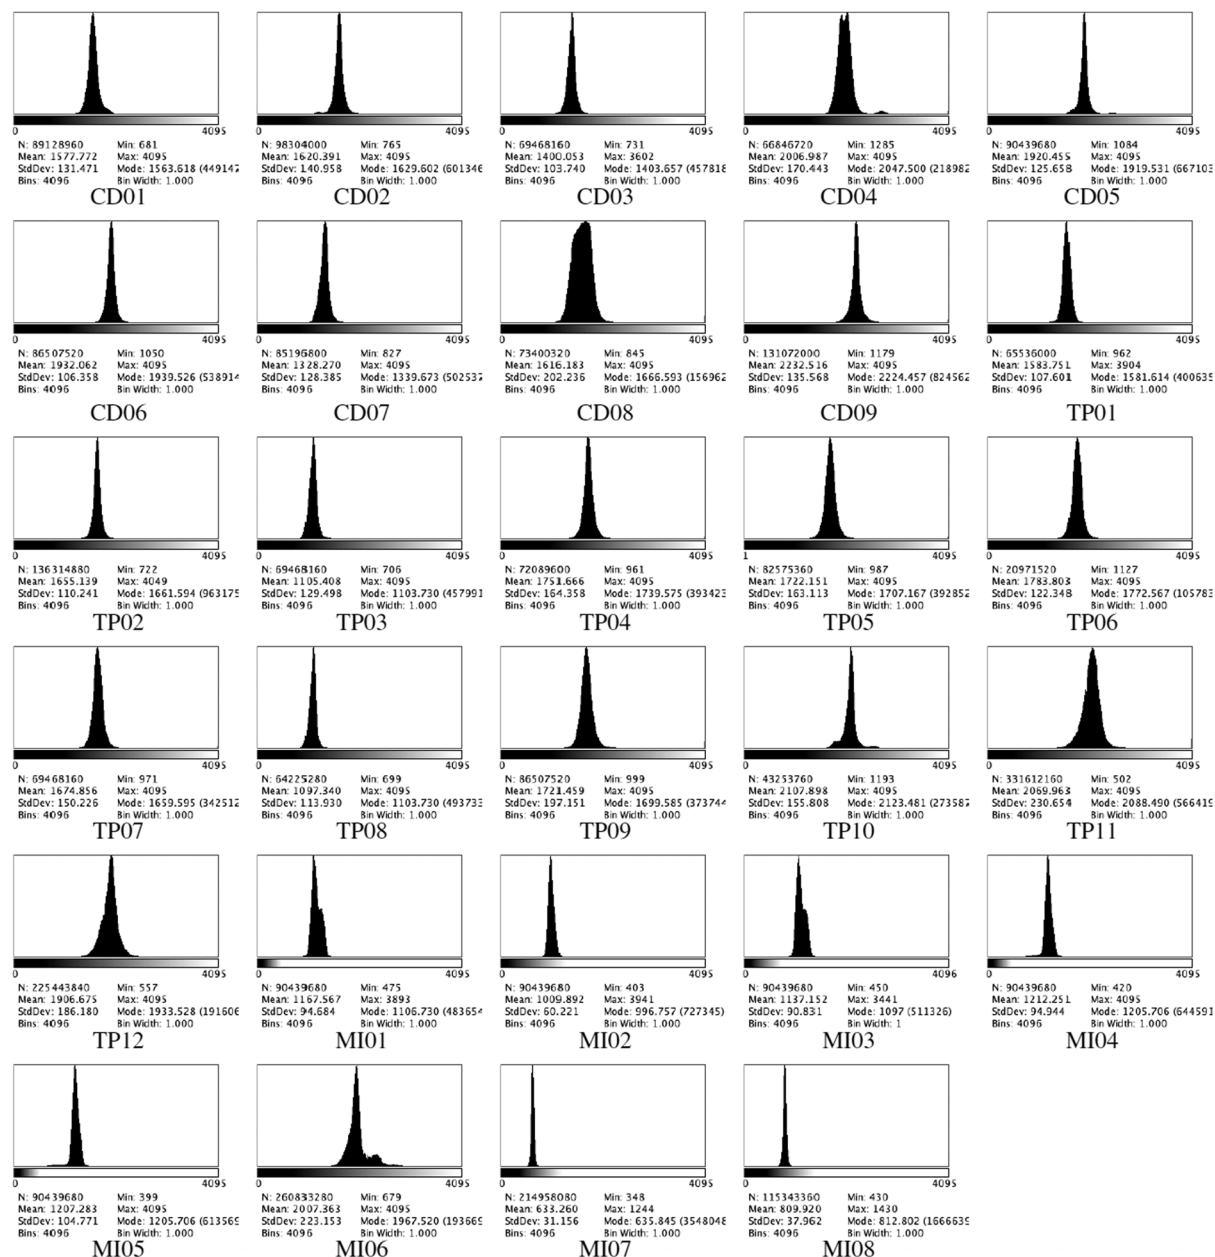 0 4095
N: 89128960 Min: 681
Mean: 1577.772 Max: 4095
StdDev: 131.471 Mode: 1563.618 (449147
Bins: 4096 Bin Width: 1.000
CD01
0 4095
N: 98304000 Min: 765
Mean: 1620.391 Max: 4095
StdDev: 140.958 Mode: 1629.602 (601346
Bins: 4096 Bin Width: 1.000
CD02
0 4095
N: 69468160 Min: 731
Mean: 1400.053 Max: 3602
StdDev: 103.740 Mode: 1403.657 (457818
Bins: 4096 Bin Width: 1.000
CD03
0 4095
N: 66846720 Min: 1285
Mean: 2006.987 Max: 4095
StdDev: 170.443 Mode: 2047.500 (218982
Bins: 4096 Bin Width: 1.000
CD04
0 4095
N: 90439680 Min: 1084
Mean: 1920.455 Max: 4095
StdDev: 125.658 Mode: 1919.531 (667103
Bins: 4096 Bin Width: 1.000
CD05
0 4095
N: 86507520 Min: 1050
Mean: 1932.062 Max: 4095
StdDev: 106.358 Mode: 1939.526 (538914
Bins: 4096 Bin Width: 1.000
CD06
0 4095
N: 85196800 Min: 827
Mean: 1328.270 Max: 4095
StdDev: 128.385 Mode: 1339.673 (502537
Bins: 4096 Bin Width: 1.000
CD07
0 4095
N: 73400320 Min: 845
Mean: 1616.183 Max: 4095
StdDev: 202.236 Mode: 1666.593 (156962
Bins: 4096 Bin Width: 1.000
CD08
0 4095
N: 131072000 Min: 1179
Mean: 2232.516 Max: 4095
StdDev: 135.568 Mode: 2224.457 (824562
Bins: 4096 Bin Width: 1.000
CD09
0 4095
N: 65536000 Min: 962
Mean: 1583.751 Max: 3904
StdDev: 107.601 Mode: 1581.614 (400635
Bins: 4096 Bin Width: 1.000
TP01
0 4095
N: 136314880 Min: 722
Mean: 1655.139 Max: 4049
StdDev: 110.241 Mode: 1661.594 (963175
Bins: 4096 Bin Width: 1.000
TP02
0 4095
N: 69468160 Min: 706
Mean: 1105.408 Max: 4095
StdDev: 129.498 Mode: 1103.730 (457991
Bins: 4096 Bin Width: 1.000
TP03
0 4095
N: 72089600 Min: 961
Mean: 1751.666 Max: 4095
StdDev: 164.358 Mode: 1739.575 (393423
Bins: 4096 Bin Width: 1.000
TP04
1 4095
N: 82575360 Min: 987
Mean: 1722.151 Max: 4095
StdDev: 163.113 Mode: 1707.167 (392852
Bins: 4096 Bin Width: 1.000
TP05
0 4095
N: 20971520 Min: 1127
Mean: 1783.803 Max: 4095
StdDev: 122.348 Mode: 1772.567 (105783
Bins: 4096 Bin Width: 1.000
TP06
0 4095
N: 69468160 Min: 971
Mean: 1674.856 Max: 4095
StdDev: 150.226 Mode: 1659.595 (342512
Bins: 4096 Bin Width: 1.000
TP07
0 4095
N: 64225280 Min: 699
Mean: 1097.340 Max: 4095
StdDev: 113.930 Mode: 1103.730 (493733
Bins: 4096 Bin Width: 1.000
TP08
0 4095
N: 86507520 Min: 999
Mean: 1721.459 Max: 4095
StdDev: 197.151 Mode: 1699.585 (373744
Bins: 4096 Bin Width: 1.000
TP09
0 4095
N: 43253760 Min: 1193
Mean: 2107.898 Max: 4095
StdDev: 155.808 Mode: 2123.481 (273587
Bins: 4096 Bin Width: 1.000
TP10
0 4095
N: 331612160 Min: 502
Mean: 2069.963 Max: 4095
StdDev: 230.654 Mode: 2088.490 (566419
Bins: 4096 Bin Width: 1.000
TP11
0 4095
N: 225443840 Min: 557
Mean: 1906.675 Max: 4095
StdDev: 186.180 Mode: 1933.528 (191606
Bins: 4096 Bin Width: 1.000
TP12
0 4095
N: 90439680 Min: 475
Mean: 1167.567 Max: 3893
StdDev: 94.684 Mode: 1106.730 (483654
Bins: 4096 Bin Width: 1.000
MI01
0 4095
N: 90439680 Min: 403
Mean: 1009.892 Max: 3941
StdDev: 60.221 Mode: 996.757 (727345)
Bins: 4096 Bin Width: 1.000
MI02
0 4096
N: 90439680 Min: 450
Mean: 1137.152 Max: 3441
StdDev: 90.831 Mode: 1097 (511326)
Bins: 4096 Bin Width: 1
MI03
0 4095
N: 90439680 Min: 420
Mean: 1212.251 Max: 4095
StdDev: 94.944 Mode: 1205.706 (644591
Bins: 4096 Bin Width: 1.000
MI04
0 4095
N: 90439680 Min: 399
Mean: 1207.283 Max: 4095
StdDev: 104.771 Mode: 1205.706 (613569
Bins: 4096 Bin Width: 1.000
MI05
0 4095
N: 260833280 Min: 679
Mean: 2007.363 Max: 4095
StdDev: 223.153 Mode: 1967.520 (193669
Bins: 4096 Bin Width: 1.000
MI06
0 4095
N: 214958080 Min: 348
Mean: 633.260 Max: 1244
StdDev: 31.156 Mode: 635.845 (3548048
Bins: 4096 Bin Width: 1.000
MI07
0 4095
N: 115343360 Min: 430
Mean: 809.920 Max: 1430
StdDev: 37.962 Mode: 812.802 (1666639
Bins: 4096 Bin Width: 1.000
MI08